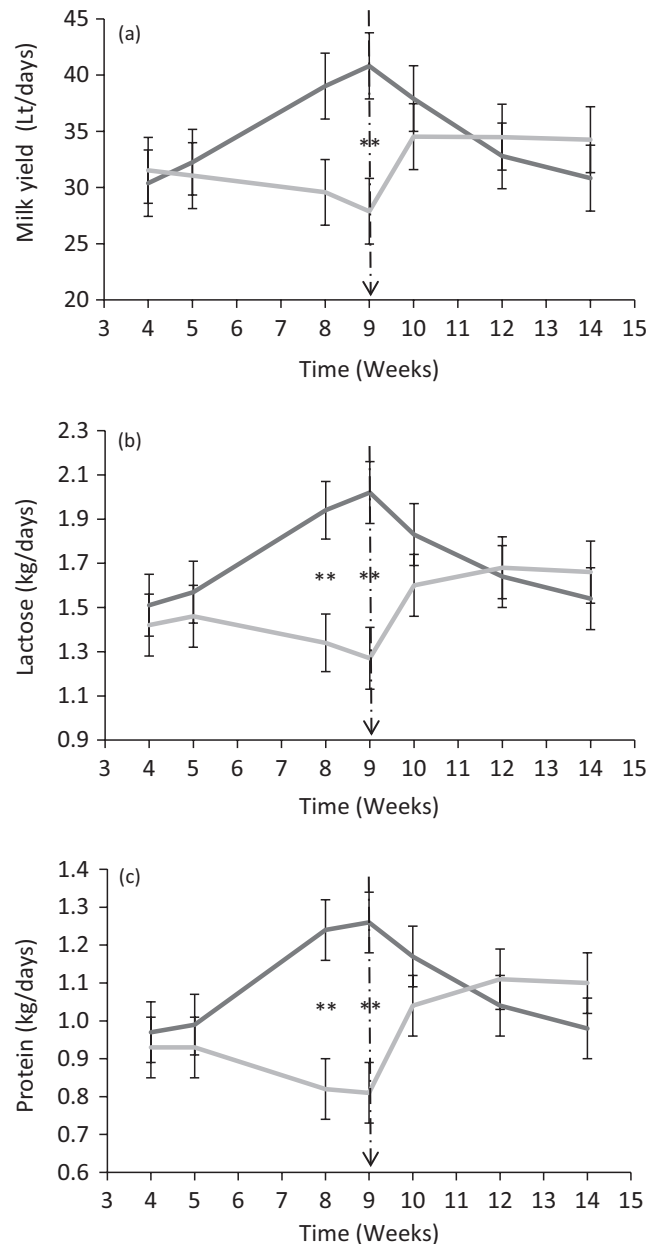 (a)
45
40
35
30
25
20
Milk yield (Lt/days)
**
3 4 5 6 7 8 9 10 12 13 14 15
Time (Weeks)
(b)
2.3
2.1
1.9
1.7
1.5
1.3
1.1
0.9
Lactose (kg/days)
** **
3 4 5 6 7 8 9 10 12 13 14 15
Time (Weeks)
(c)
1.4
1.3
1.2
1.1
1.0
0.9
0.8
0.7
0.6
Protein (kg/days)
** **
3 4 5 6 7 8 9 10 11 12 13 14 15
Time (Weeks)